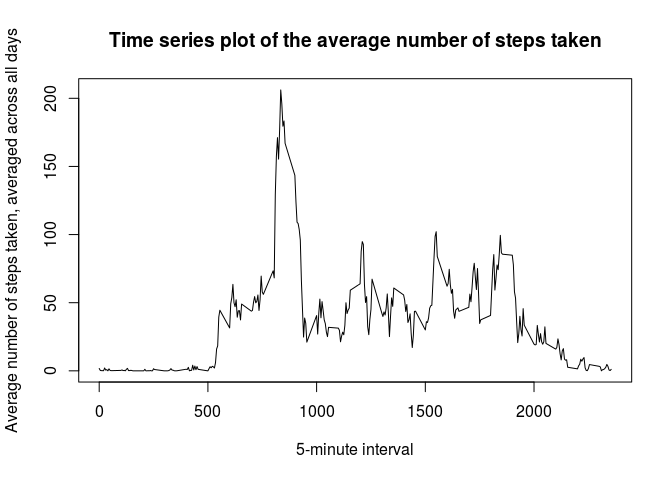 Time series plot of the average number of steps taken
Average number of steps taken, averaged across all days
200
150
100
50
0
0 500 1000 1500 2000
5-minute interval